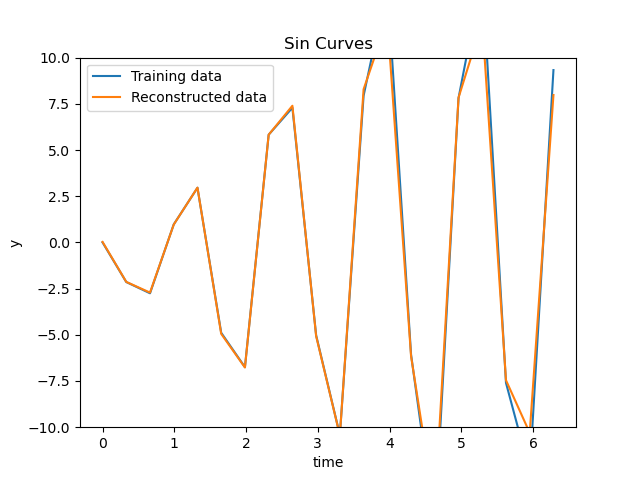 Sin Curves
Training data
Reconstructed data
10.0
7.5
5.0
2.5
0.0
−2.5
−5.0
−7.5
−10.0
y
0 1 2 3 4 5 6
time